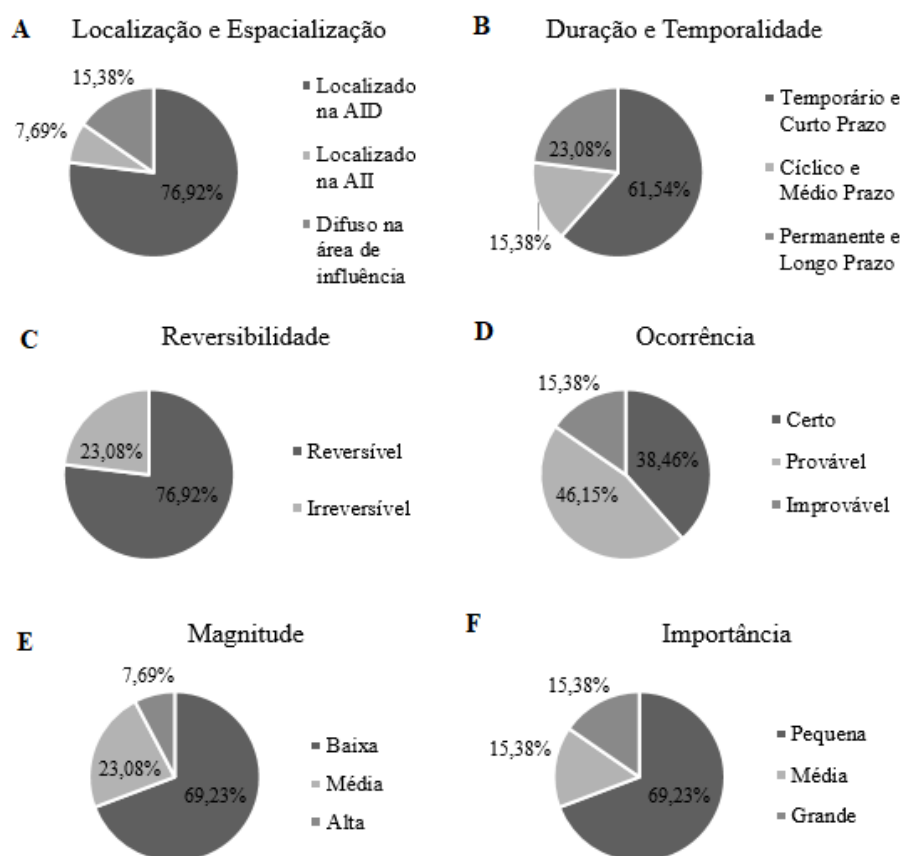 A Localização e Espacialização
15,38%
7,69%
76,92%
Localizado
na AID
Localizado
na AII
Difuso na
área de
influência
B Duração e Temporalidade
23,08%
61,54%
15,38%
Temporário e
Curto Prazo
Cíclico e
Médio Prazo
Permanente e
Longo Prazo
C Reversibilidade
23,08%
76,92%
Reversível
Irreversível
D Ocorrência
15,38%
38,46%
46,15%
Certo
Provável
Improvável
E Magnitude
7,69%
23,08%
69,23%
Baixa
Média
Alta
F Importância
15,38%
15,38%
69,23%
Pequena
Média
Grande